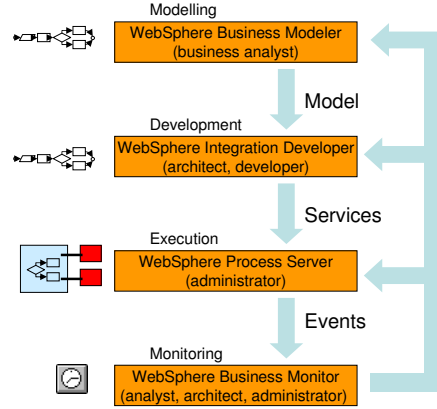 Modelling
WebSphere Business Modeler
(business analyst)
Model
Development
WebSphere Integration Developer
(architect, developer)
Services
Execution
WebSphere Process Server
(administrator)
Events
Monitoring
WebSphere Business Monitor
(analyst, architect, administrator)